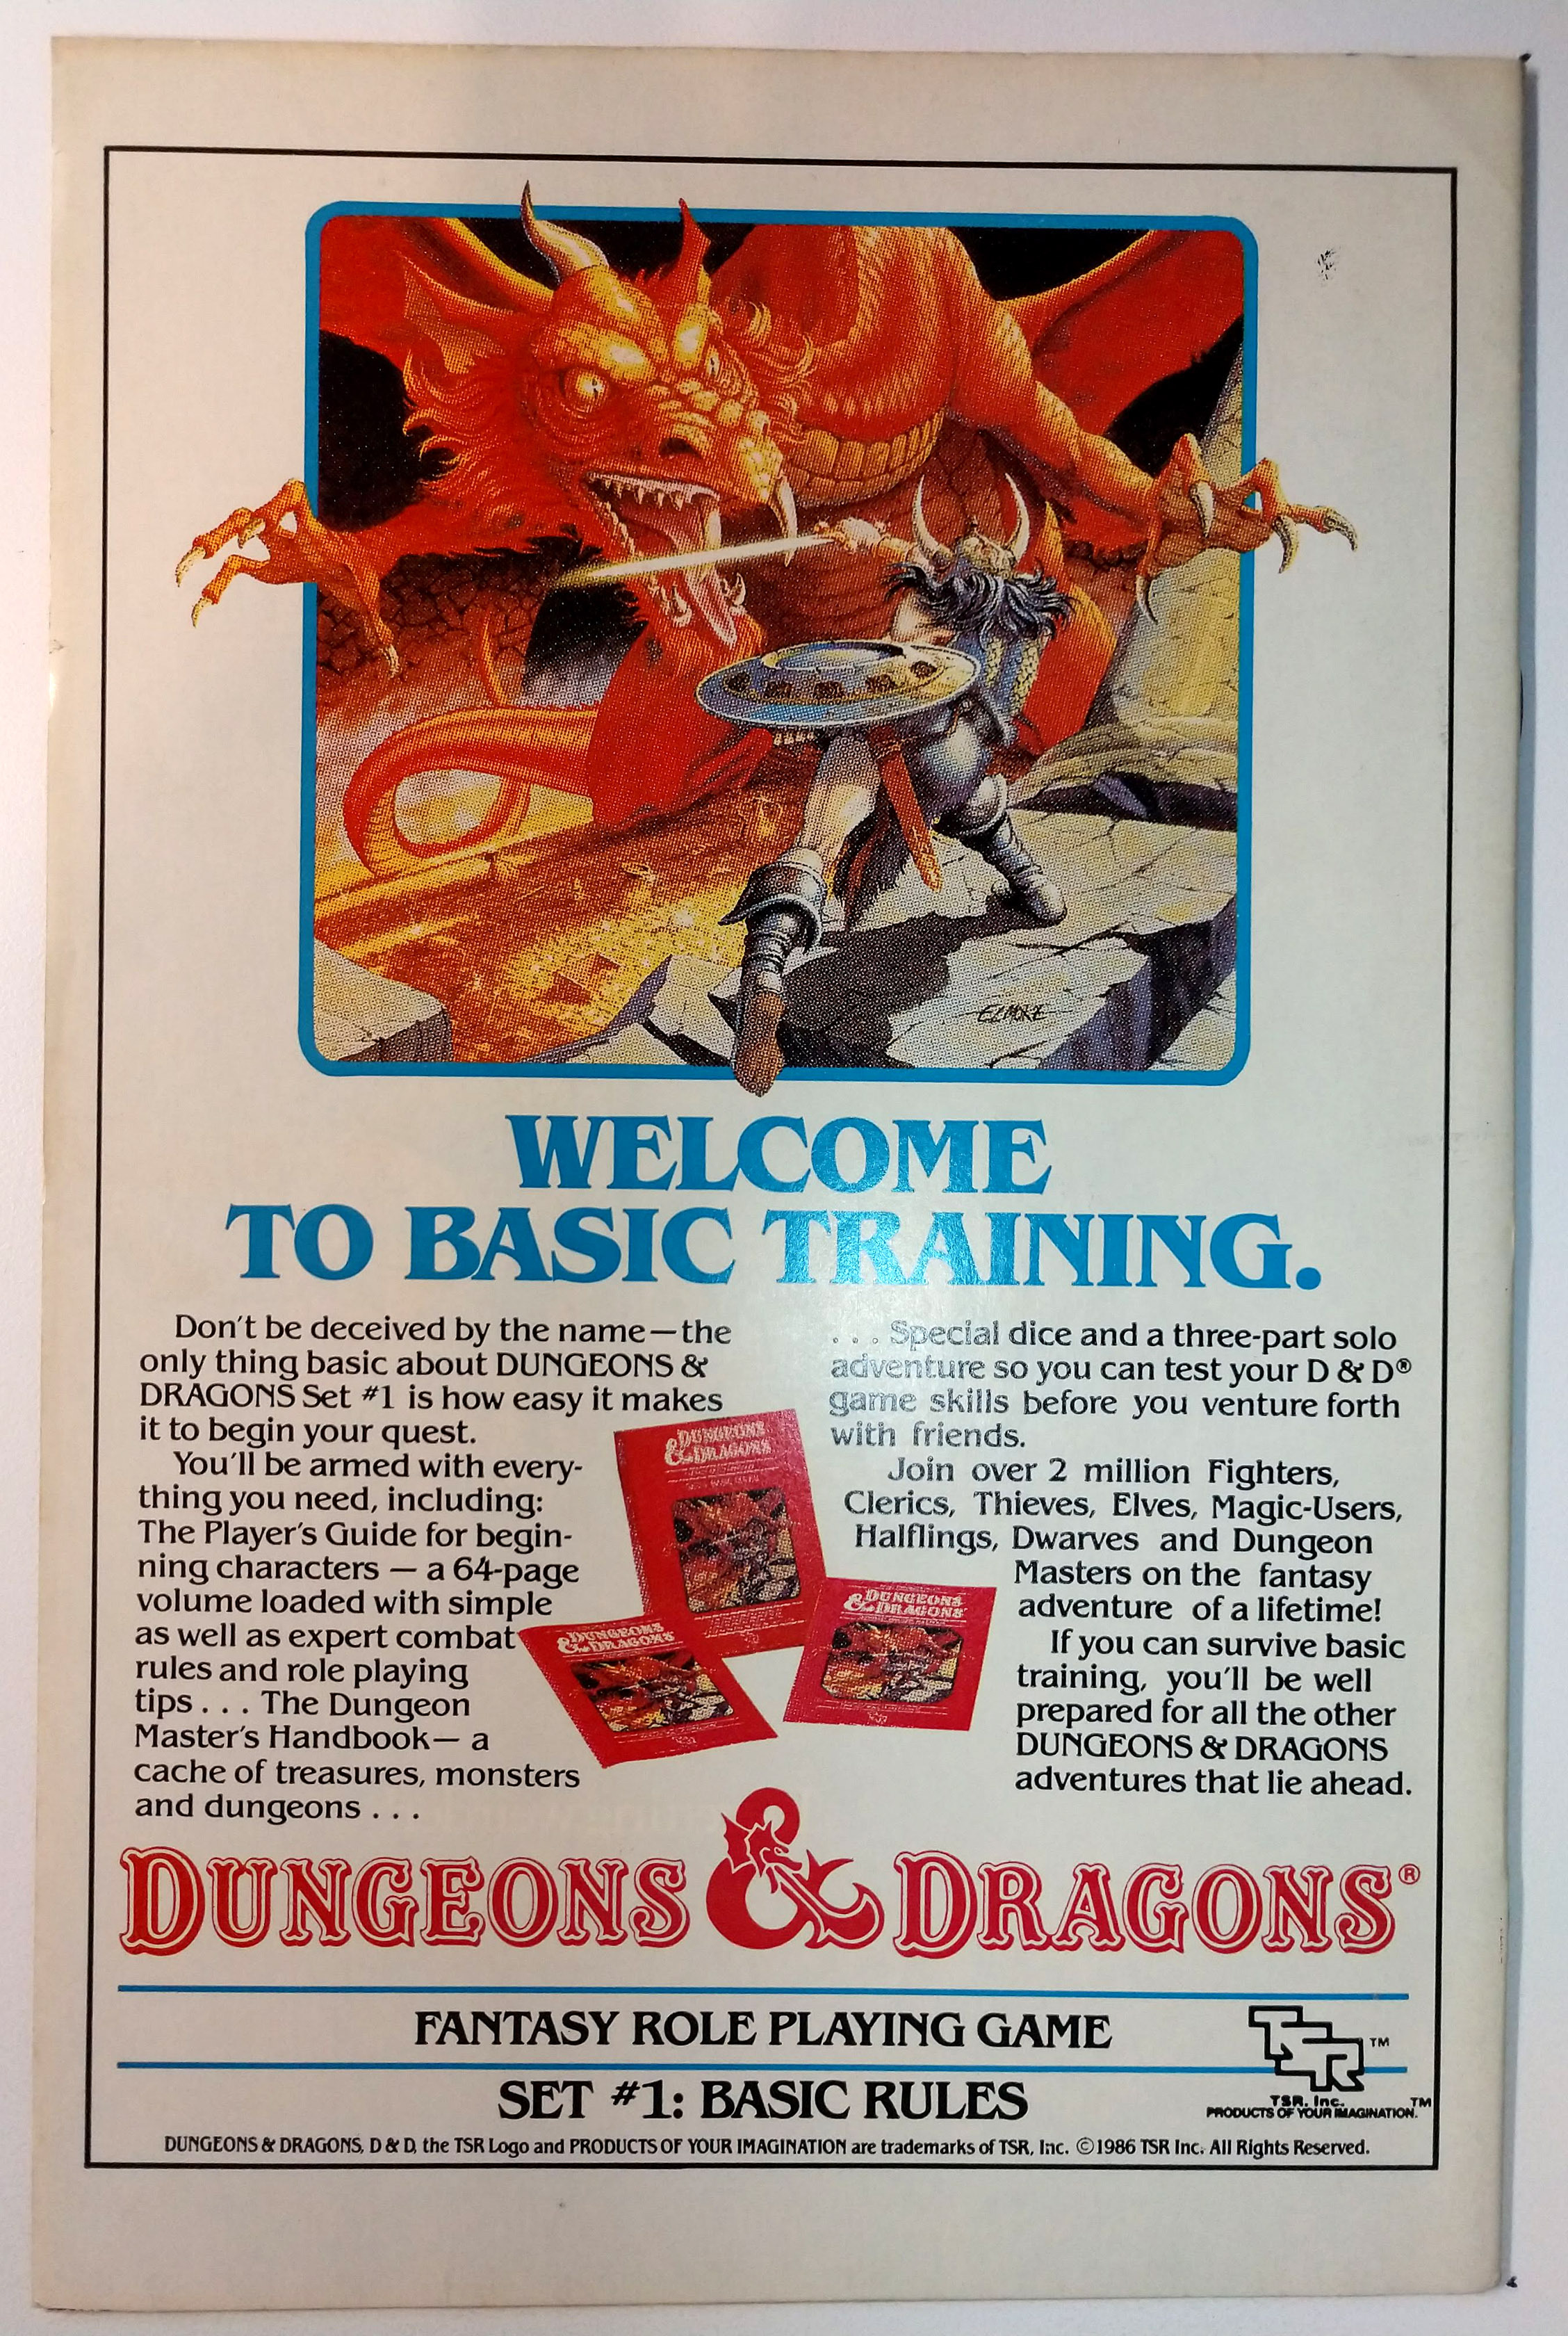 ELMORE
WELCOME
TO BASIC TRAINING.
Don't be deceived by the name—the
only thing basic about DUNGEONS &
DRAGONS Set #1 is how easy it makes
it to begin your quest.
You'll be armed with every-
thing you need, including:
The Player's Guide for begin-
ning characters — a 64-page
volume loaded with simple
as well as expert combat
rules and role playing
tips . . . The Dungeon
Master's Handbook— a
cache of treasures, monsters
and dungeons . . .
. . . Special dice and a three-part solo
adventure so you can test your D & D®
game skills before you venture forth
with friends.
Join over 2 million Fighters,
Clerics, Thieves, Elves, Magic-Users,
Halflings, Dwarves and Dungeon
Masters on the fantasy
adventure of a lifetime!
If you can survive basic
training, you'll be well
prepared for all the other
DUNGEONS & DRAGONS
adventures that lie ahead.
DUNGEONS
& DRAGONS
DUNGEONS
& DRAGONS
DUNGEONS
& DRAGONS
DUNGEONS & DRAGONS®
FANTASY ROLE PLAYING GAME
SET #1: BASIC RULES
TSR™
TSR, Inc.
PRODUCTS OF YOUR IMAGINATION.™
DUNGEONS & DRAGONS, D & D, the TSR Logo and PRODUCTS OF YOUR IMAGINATION are trademarks of TSR, Inc. ©1986 TSR Inc. All Rights Reserved.